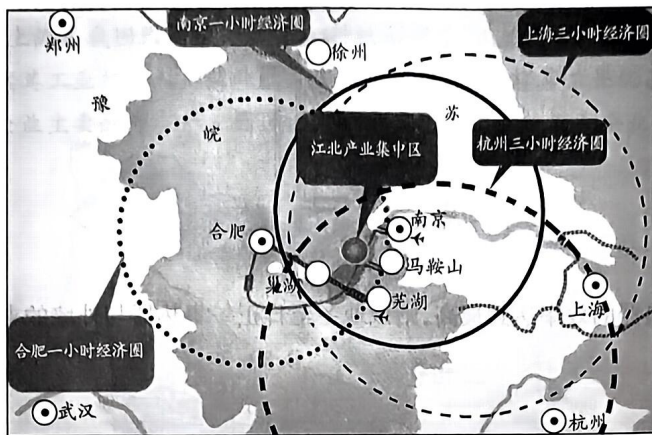 南京一小时经济圈
上海三小时经济圈
郑州
徐州
豫
皖
苏
江北产业集中区
杭州三小时经济圈
合肥
南京
巢湖
马鞍山
芜湖
上海
合肥一小时经济圈
武汉
杭州